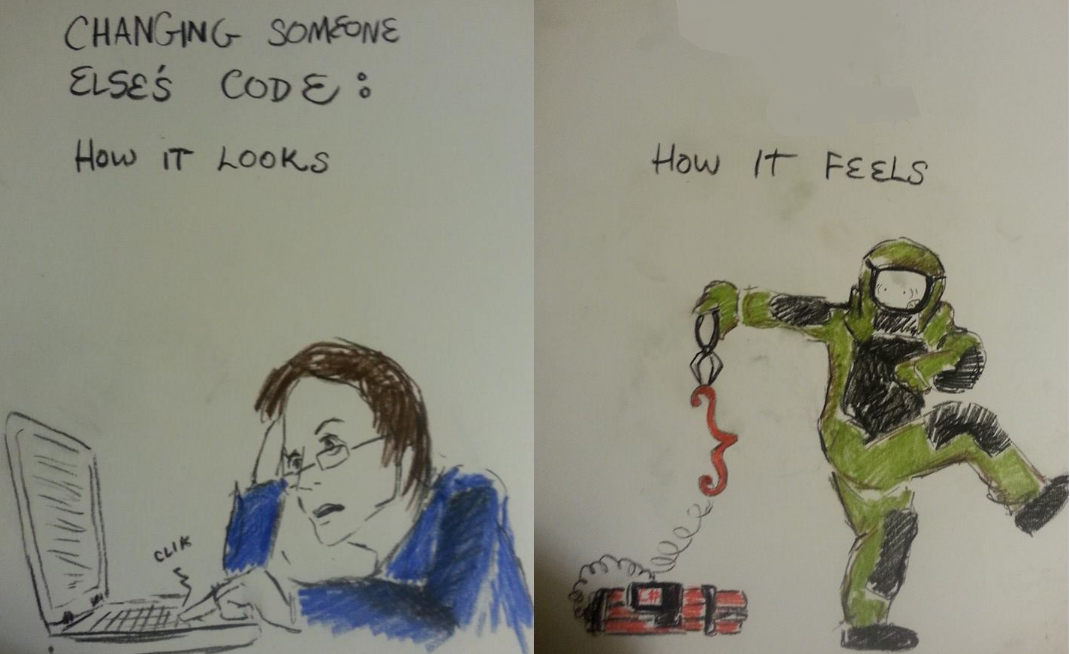 CHANGING SOMEONE
ELSE'S CODE:
HOW IT LOOKS
CLIK
HOW IT FEELS